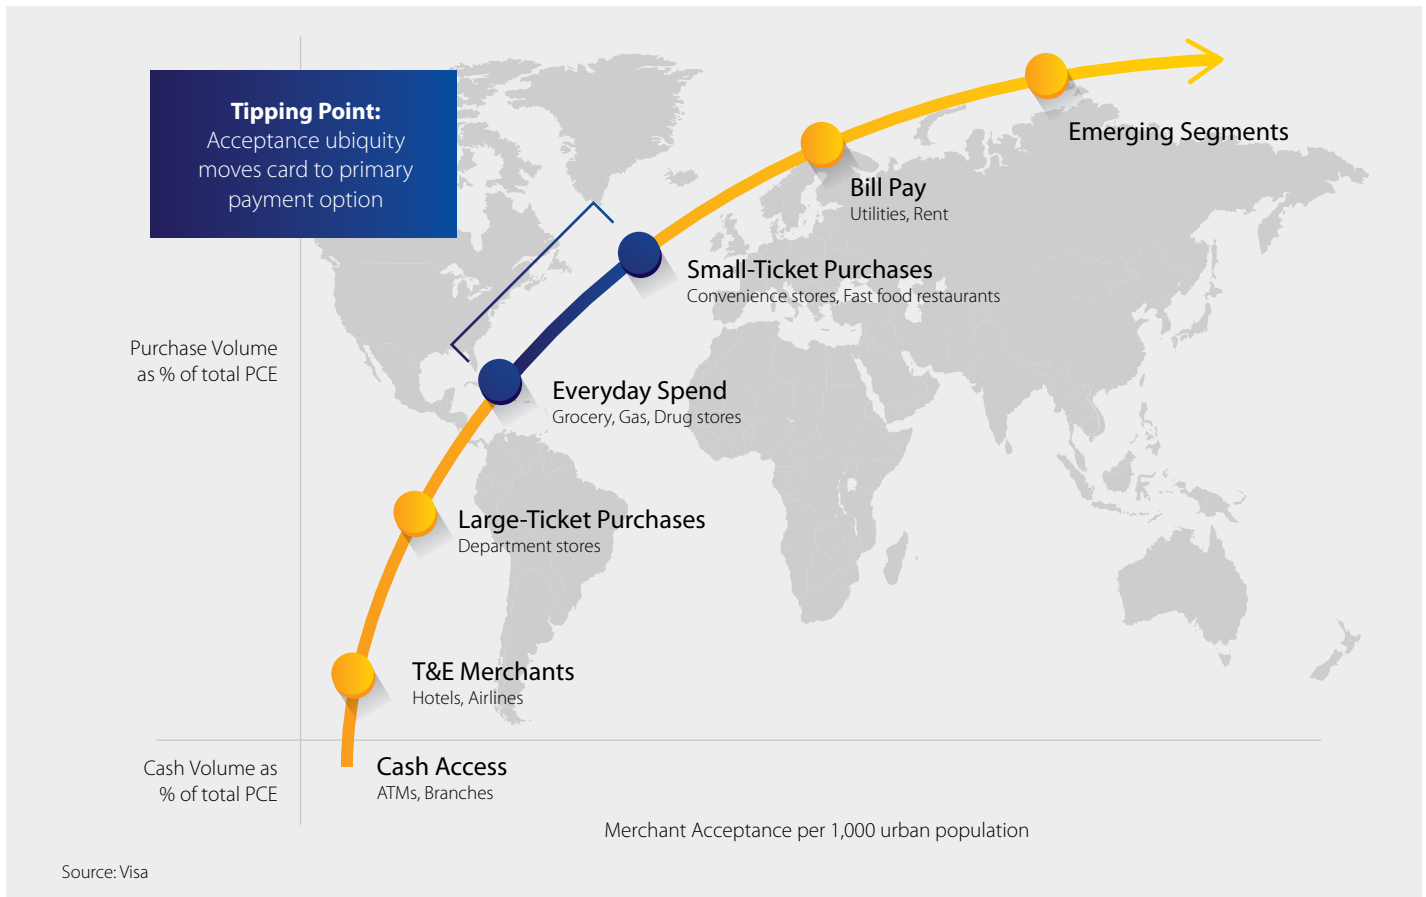 Tipping Point:
Acceptance ubiquity
moves card to primary
payment option
Emerging Segments
Bill Pay
Utilities, Rent
Small-Ticket Purchases
Convenience stores, Fast food restaurants
Purchase Volume
as % of total PCE
Everyday Spend
Grocery, Gas, Drug stores
Large-Ticket Purchases
Department stores
T&E Merchants
Hotels, Airlines
Cash Volume as
% of total PCE
Cash Access
ATMs, Branches
Merchant Acceptance per 1,000 urban population
Source: Visa